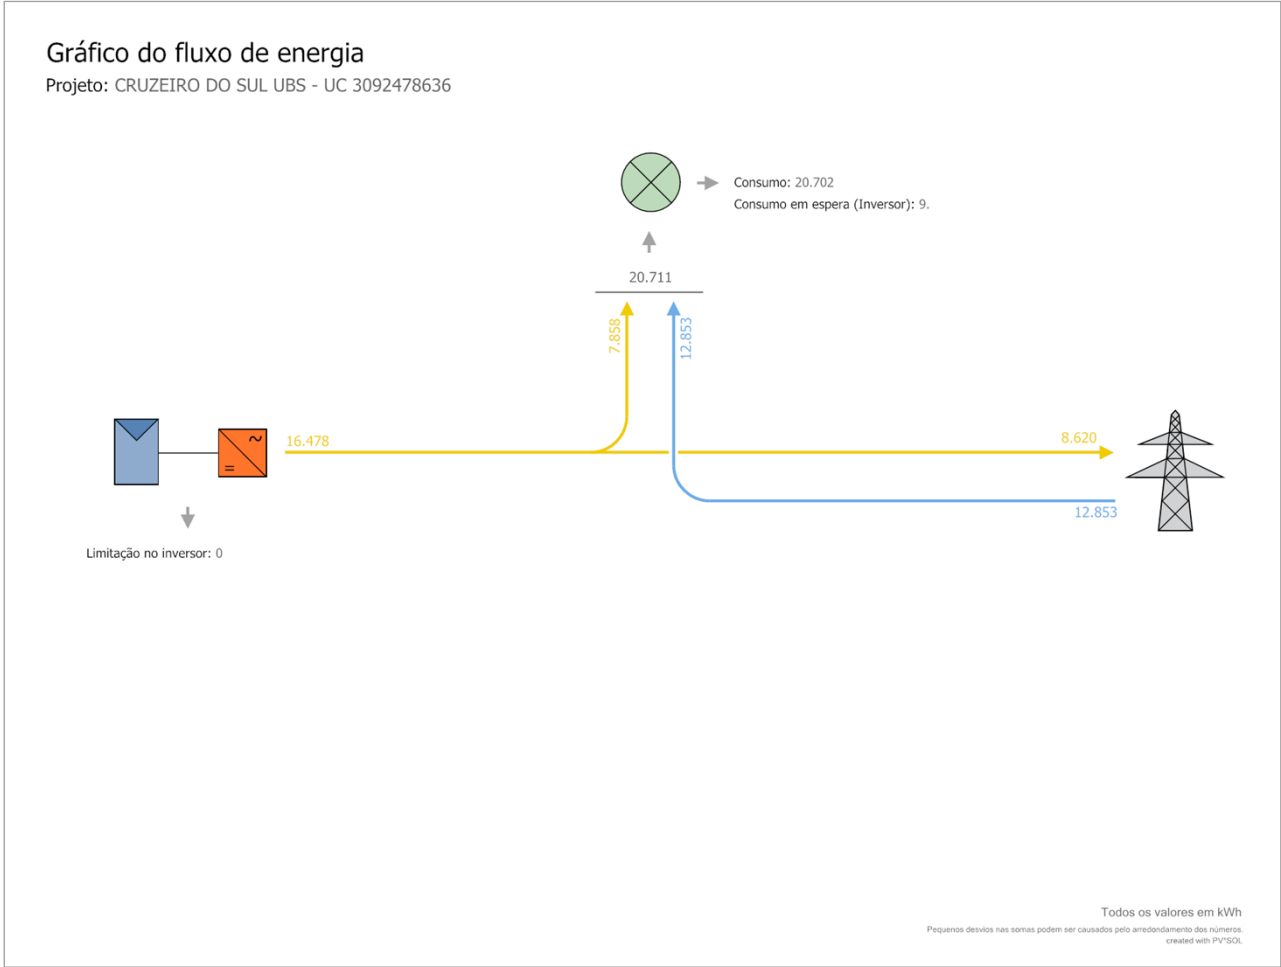 Gráfico do fluxo de energia
Projeto: CRUZEIRO DO SUL UBS - UC 3092478636
Consumo: 20.702
Consumo em espera (Inversor): 9.
20.711
7.858
12.853
16.478
8.620
12.853
Limitação no inversor: 0
Todos os valores em kWh
Pequenos desvios nas somas podem ser causados pelo arredondamento dos números.
created with PV*SOL